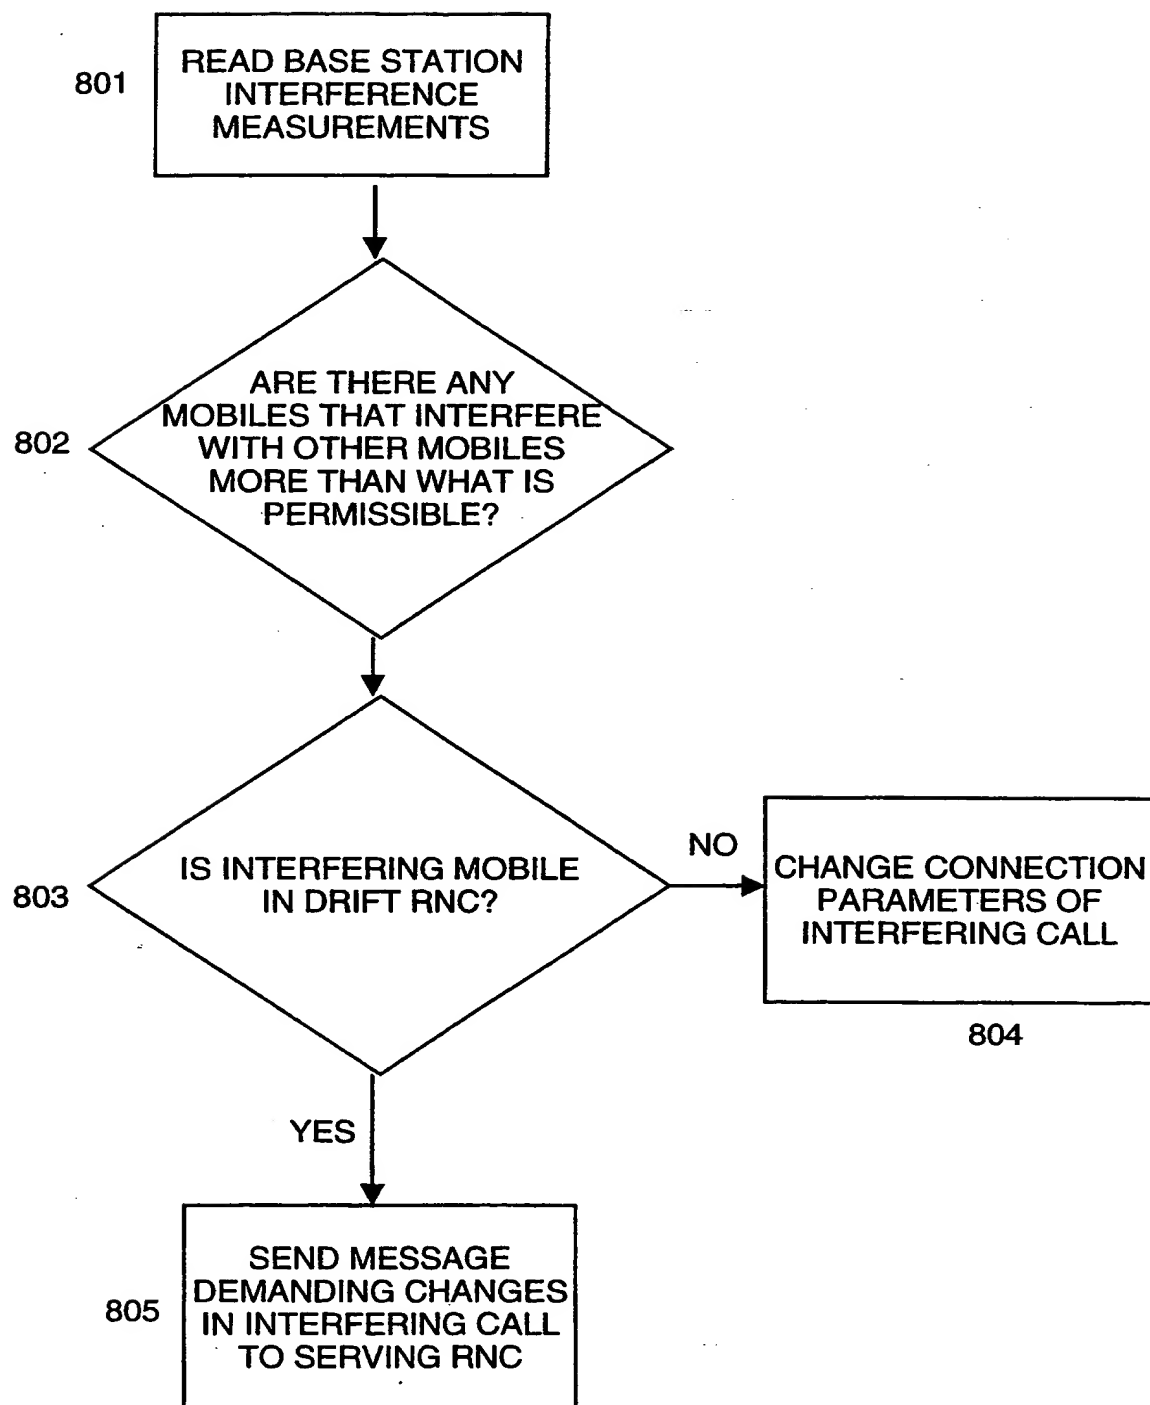 801
READ BASE STATION
INTERFERENCE
MEASUREMENTS
802
ARE THERE ANY
MOBILES THAT INTERFERE
WITH OTHER MOBILES
MORE THAN WHAT IS
PERMISSIBLE?
803
IS INTERFERING MOBILE
IN DRIFT RNC?
NO
CHANGE CONNECTION
PARAMETERS OF
INTERFERING CALL
804
YES
805
SEND MESSAGE
DEMANDING CHANGES
IN INTERFERING CALL
TO SERVING RNC